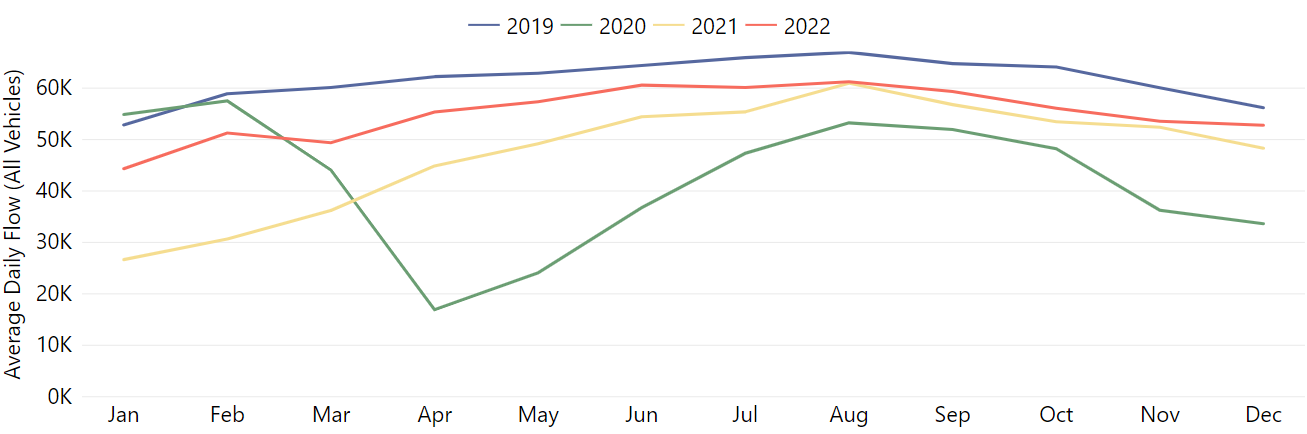 2019 2020 2021 2022
Average Daily Flow (All Vehicles)
60K
50K
40K
30K
20K
10K
0K
Jan Feb Mar Apr May Jun Jul Aug Sep Oct Nov Dec